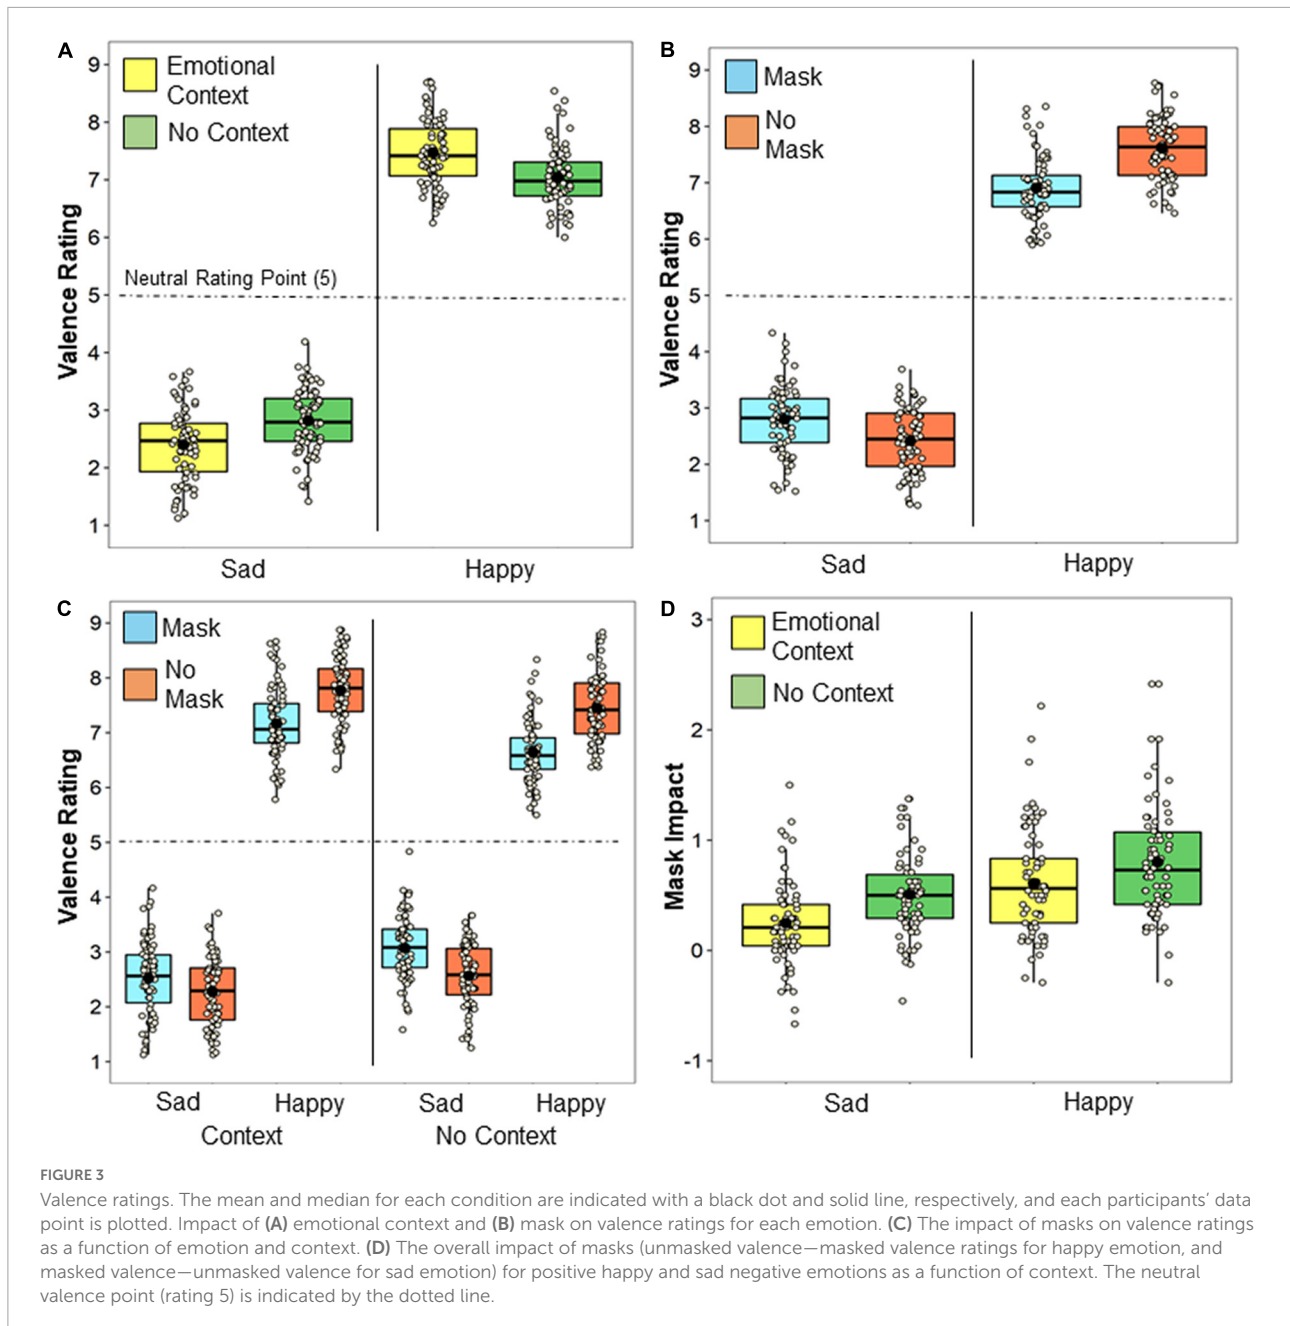 A
Emotional
Context
No Context
9
8
7
6
5
4
3
2
1
Valence Rating
Neutral Rating Point (5)
Sad
Happy
B
Mask
No
Mask
9
8
7
6
5
4
3
2
1
Valence Rating
Sad
Happy
C
Mask
No
Mask
9
8
7
6
5
4
3
2
1
Valence Rating
Sad
Happy
Sad
Happy
Context
No Context
D
Emotional
Context
No Context
3
2
1
0
-1
Mask Impact
Sad
Happy
FIGURE 3
Valence ratings. The mean and median for each condition are indicated with a black dot and solid line, respectively, and each participants’ data
point is plotted. Impact of (A) emotional context and (B) mask on valence ratings for each emotion. (C) The impact of masks on valence ratings
as a function of emotion and context. (D) The overall impact of masks (unmasked valence—masked valence ratings for happy emotion, and
masked valence—unmasked valence for sad emotion) for positive happy and sad negative emotions as a function of context. The neutral
valence point (rating 5) is indicated by the dotted line.